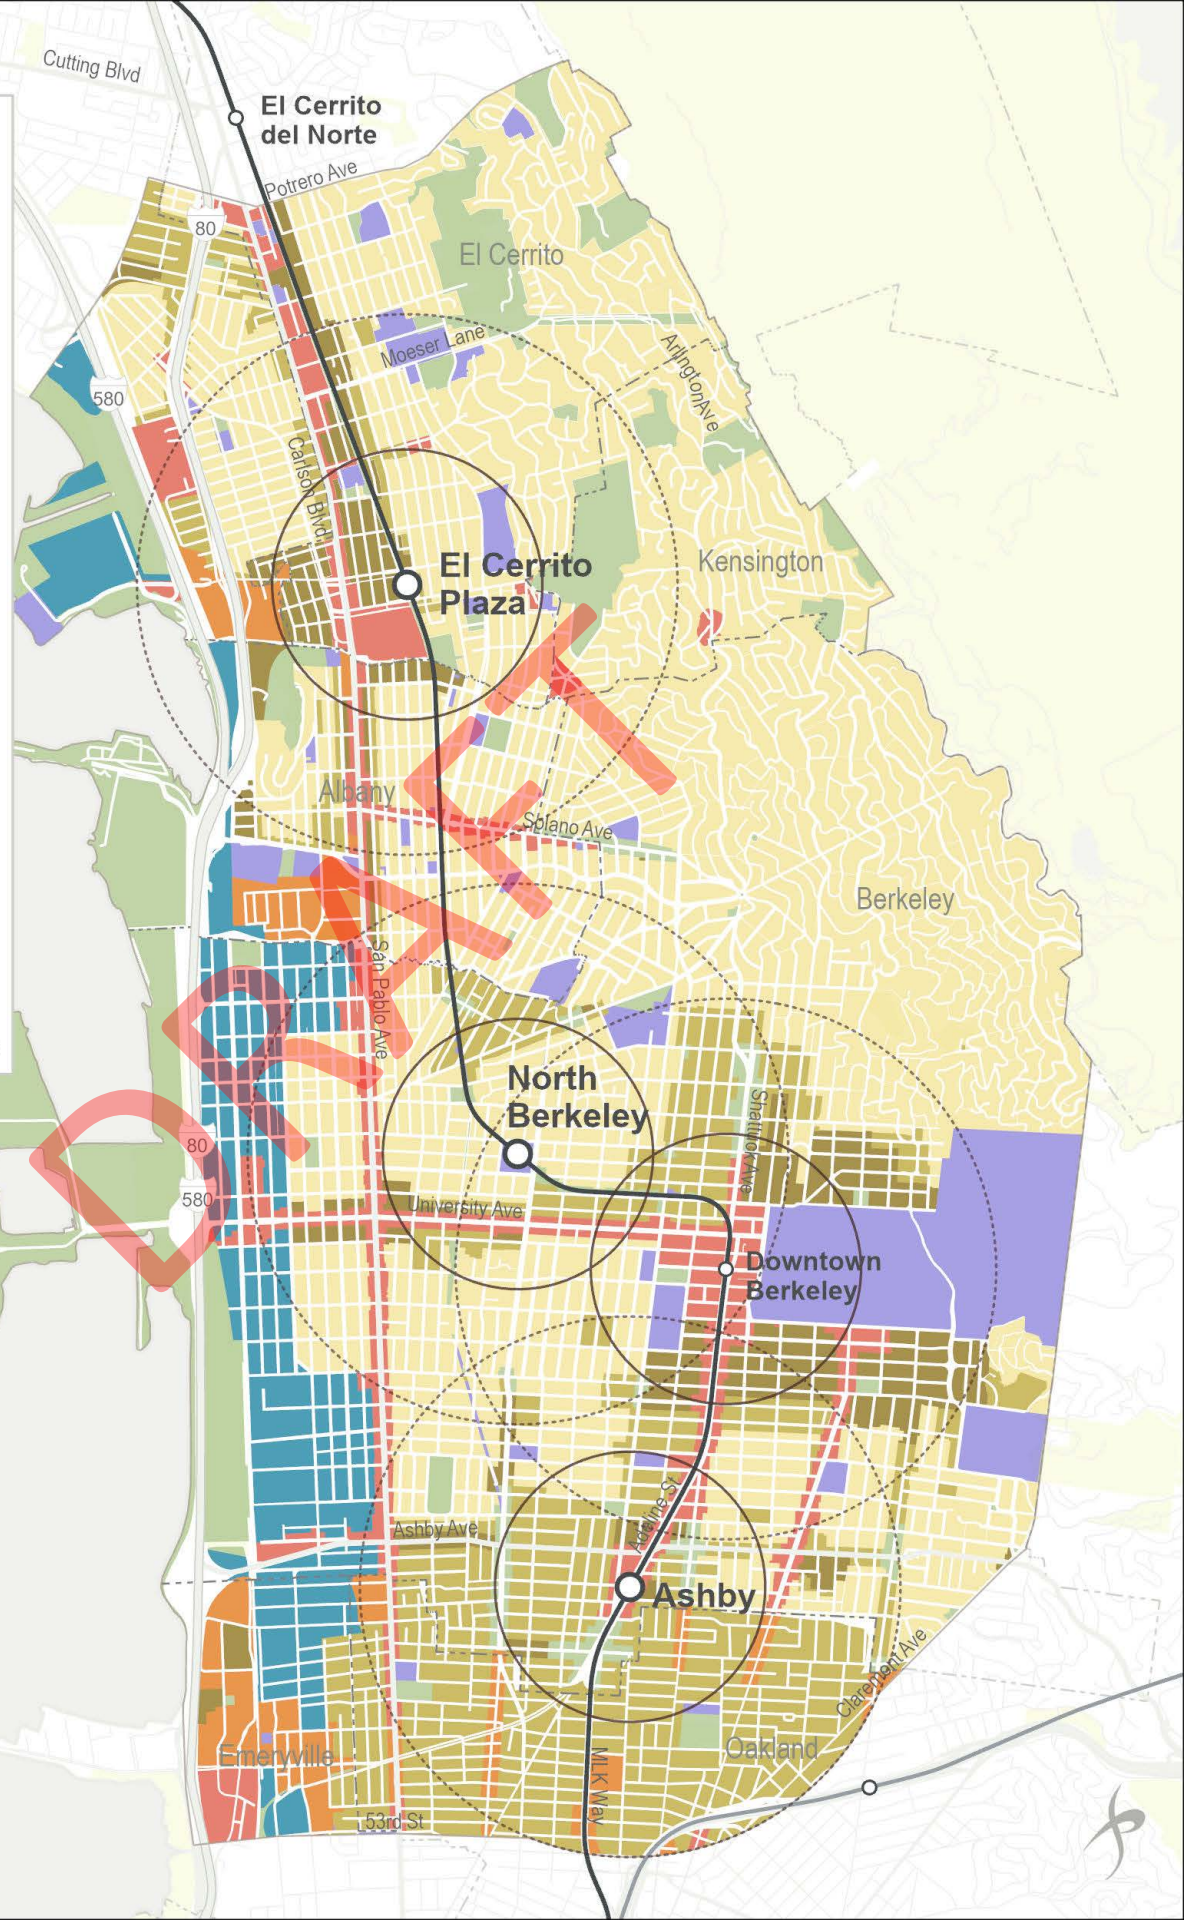 Cutting Blvd
El Cerrito
del Norte
Potrero Ave
80
El Cerrito
Moeser Lane
Arlington Ave
580
Carlson Blvd
El Cerrito
Plaza
Kensington
Albany
Solano Ave
Berkeley
San Pablo Ave
North
Berkeley
Shattuck Ave
80
580
University Ave
Downtown
Berkeley
DRAFT
Adeline St
Ashby Ave
Ashby
Claremont Ave
Oakland
Emeryville
MLK Way
53rd St